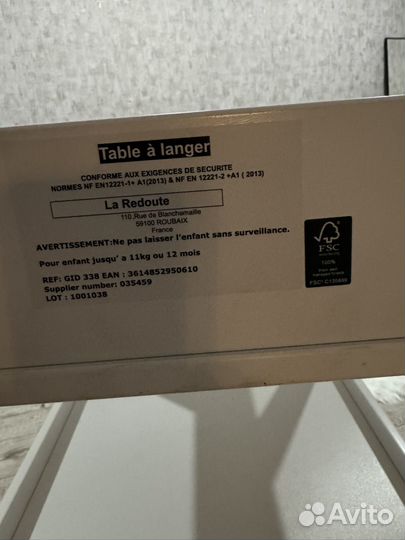 Table à langer
CONFORME AUX EXIGENCES DE SECURITE
NORMES NF EN12221-1+ A1(2013) & NF EN 12221-2 +A1 ( 2013)
La Redoute
110 ,Rue de Blanchemaille
59100 ROUBAIX
France
AVERTISSEMENT:Ne pas laisser l'enfant sans surveillance.
Pour enfant jusqu' a 11kg ou 12 mois
REF: GID 338 EAN : 3614852950610
Supplier number: 035459
LOT : 1001038
FSC
100%
Avito